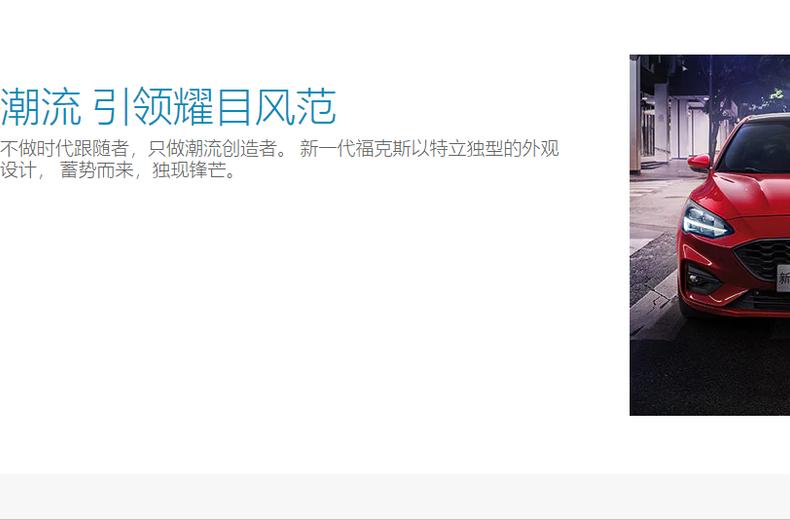 潮流 引领耀目风范
不做时代跟随者，只做潮流创造者。 新一代福克斯以特立独型的外观
设计， 蓄势而来，独现锋芒。
新